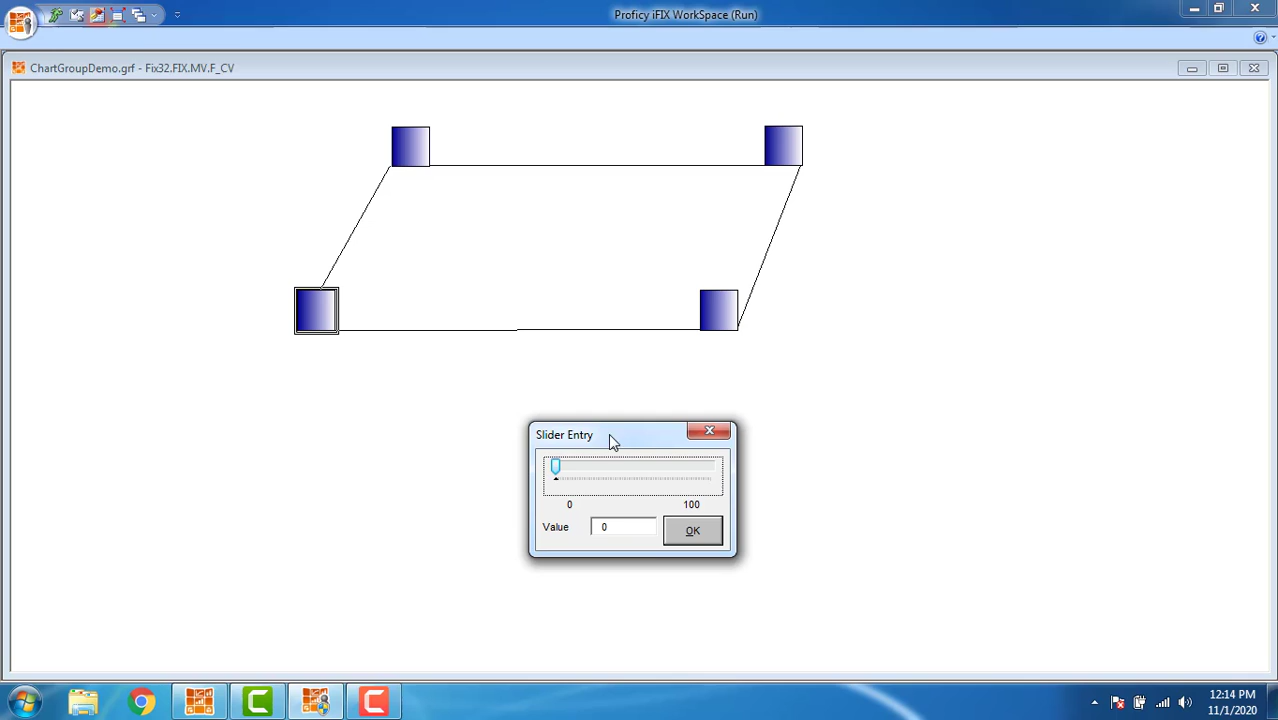 Proficy iFIX WorkSpace (Run)
ChartGroupDemo.grf - Fix32.FIX.MV.F_CV
Slider Entry
0 100
Value 0 OK
12:14 PM
11/1/2020